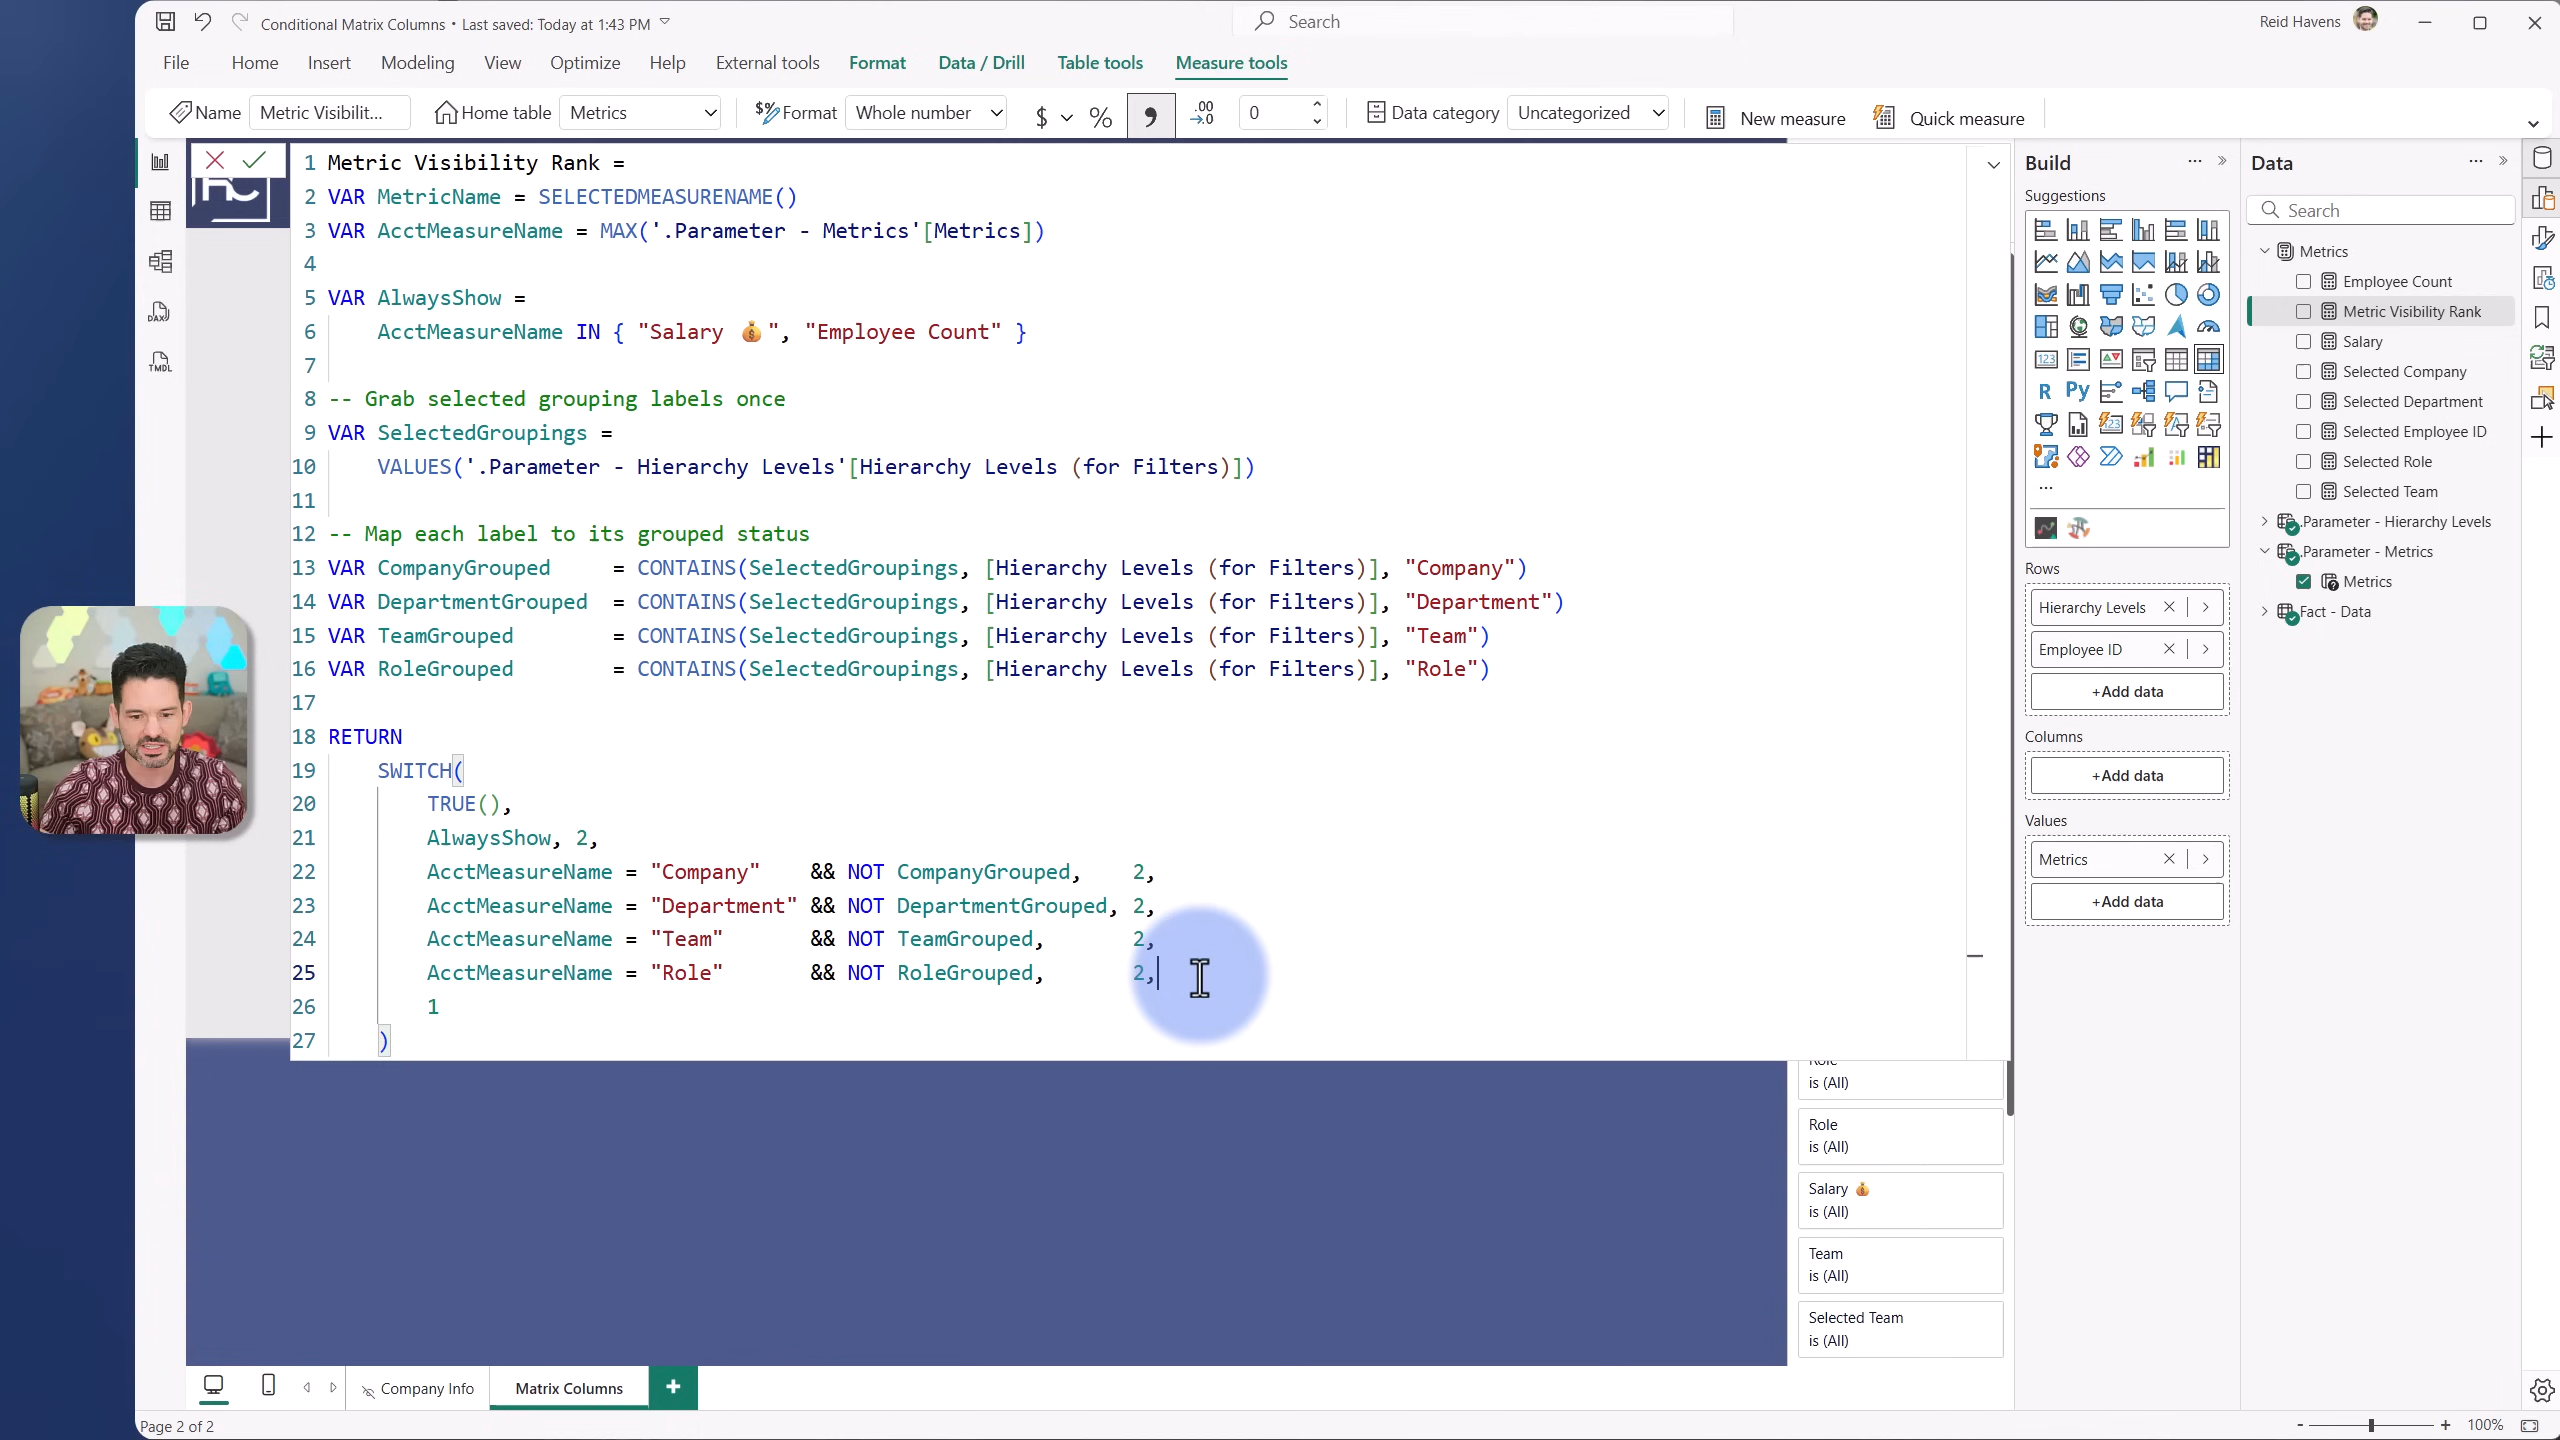 Conditional Matrix Columns • Last saved: Today at 1:43 PM
Search
Reid Havens
File Home Insert Modeling View Optimize Help External tools Format Data / Drill Table tools Measure tools
Name Metric Visibilit... Home table Metrics Format Whole number $ % .00 0 Data category Uncategorized New measure Quick measure
1 Metric Visibility Rank =
2 VAR MetricName = SELECTEDMEASURENAME()
3 VAR AcctMeasureName = MAX('.Parameter - Metrics'[Metrics])
4
5 VAR AlwaysShow =
6 AcctMeasureName IN { "Salary 💰", "Employee Count" }
7
8 -- Grab selected grouping labels once
9 VAR SelectedGroupings =
10 VALUES('.Parameter - Hierarchy Levels'[Hierarchy Levels (for Filters)])
11
12 -- Map each label to its grouped status
13 VAR CompanyGrouped = CONTAINS(SelectedGroupings, [Hierarchy Levels (for Filters)], "Company")
14 VAR DepartmentGrouped = CONTAINS(SelectedGroupings, [Hierarchy Levels (for Filters)], "Department")
15 VAR TeamGrouped = CONTAINS(SelectedGroupings, [Hierarchy Levels (for Filters)], "Team")
16 VAR RoleGrouped = CONTAINS(SelectedGroupings, [Hierarchy Levels (for Filters)], "Role")
17
18 RETURN
19 SWITCH(
20 TRUE(),
21 AlwaysShow, 2,
22 AcctMeasureName = "Company" && NOT CompanyGrouped, 2,
23 AcctMeasureName = "Department" && NOT DepartmentGrouped, 2,
24 AcctMeasureName = "Team" && NOT TeamGrouped, 2,
25 AcctMeasureName = "Role" && NOT RoleGrouped, 2,
26 1
27 )
DAX
TMDL
Role
is (All)
Role
is (All)
Salary 💰
is (All)
Team
is (All)
Selected Team
is (All)
Build
Suggestions
123
R Py
123
...
Rows
Hierarchy Levels
Employee ID
+Add data
Columns
+Add data
Values
Metrics
+Add data
Data
Search
Metrics
Employee Count
Metric Visibility Rank
Salary
Selected Company
Selected Department
Selected Employee ID
Selected Role
Selected Team
.Parameter - Hierarchy Levels
.Parameter - Metrics
Metrics
Fact - Data
Company Info Matrix Columns +
Page 2 of 2
- + 100%